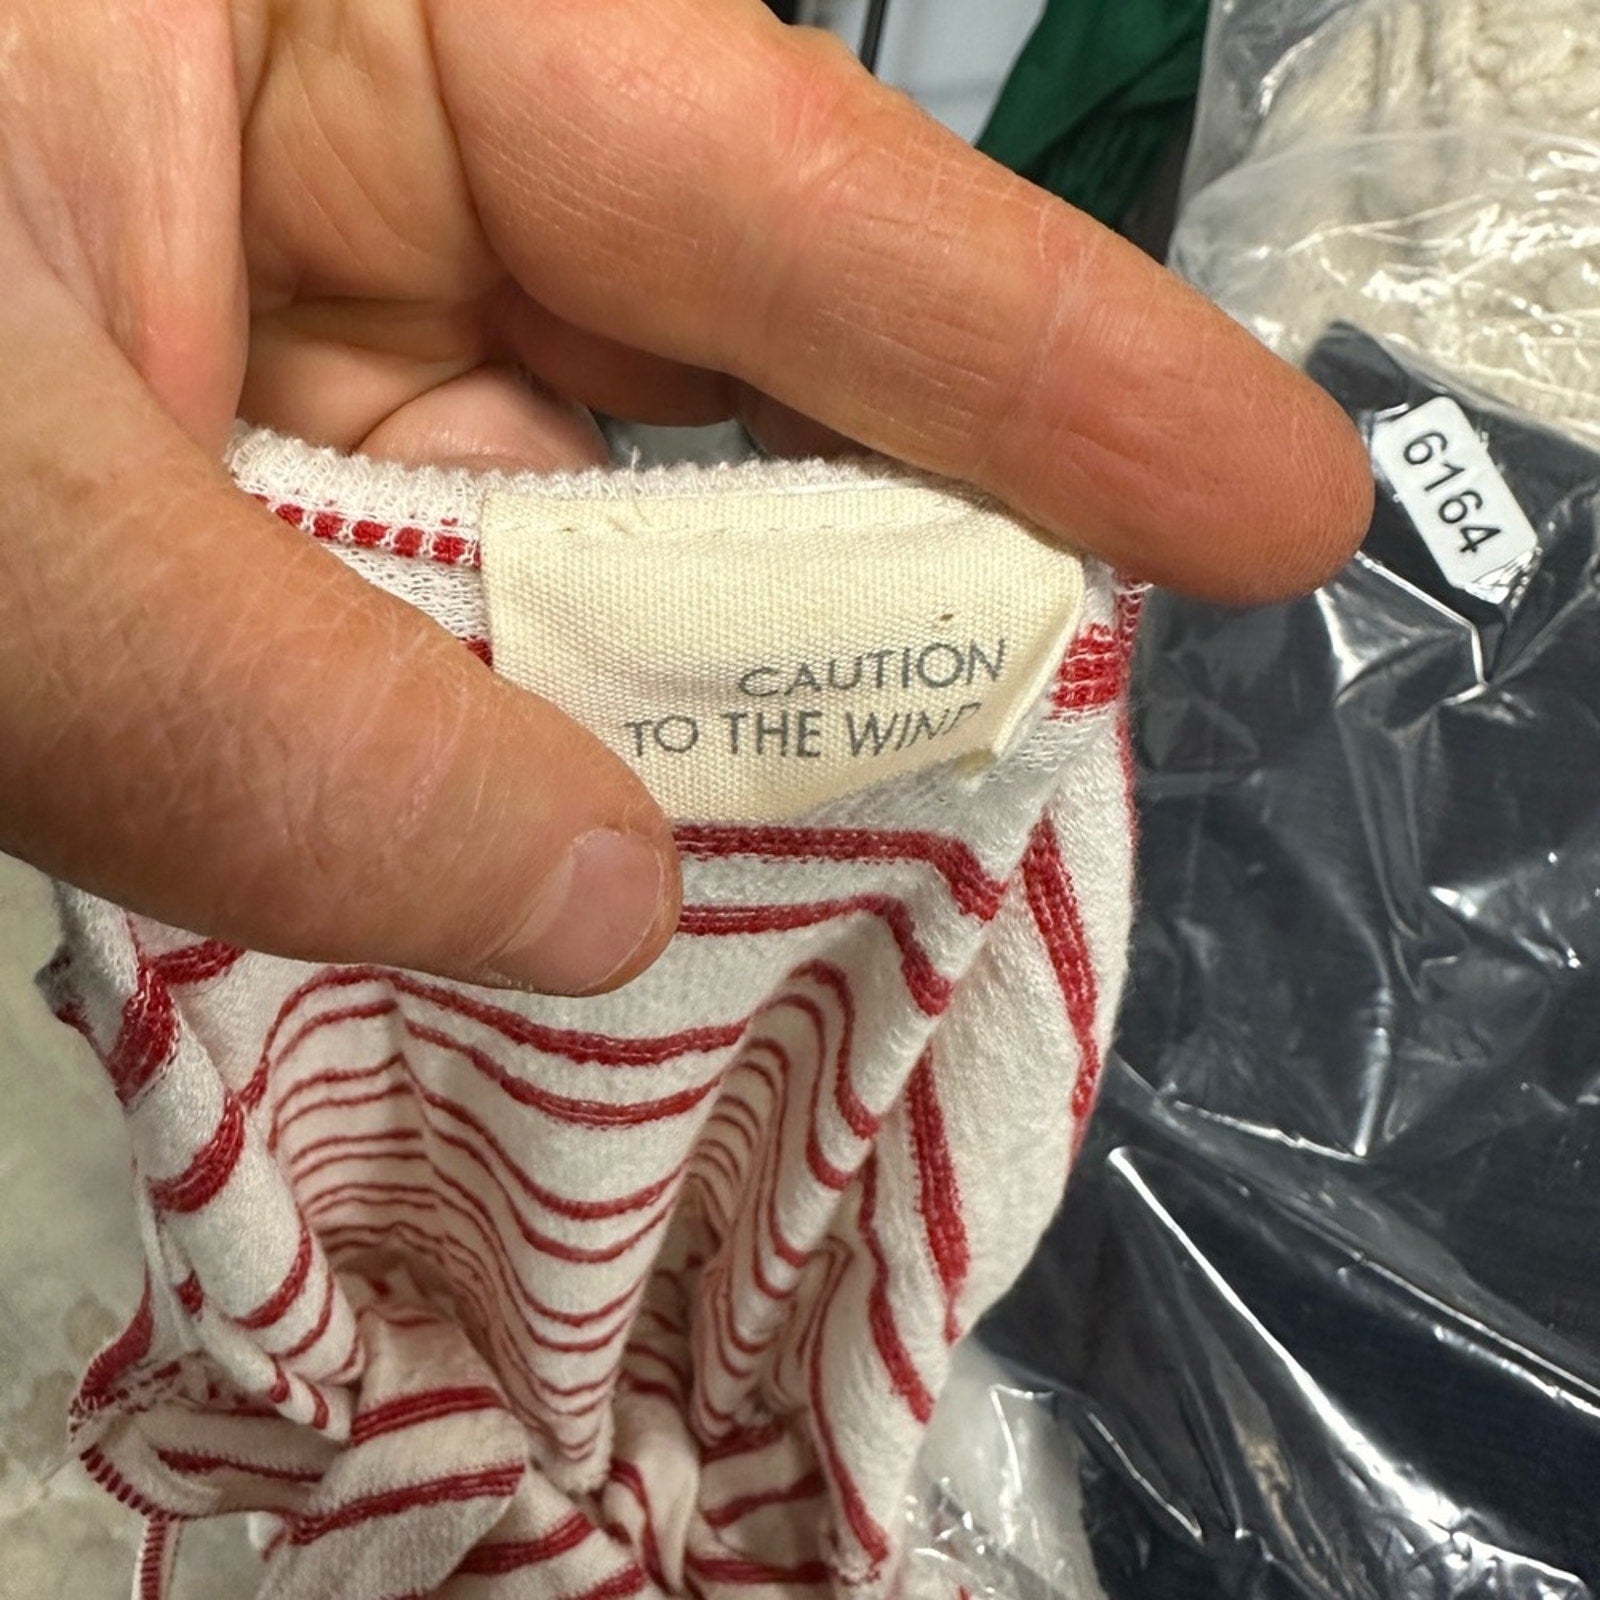 CAUTION
TO THE WIND
6164